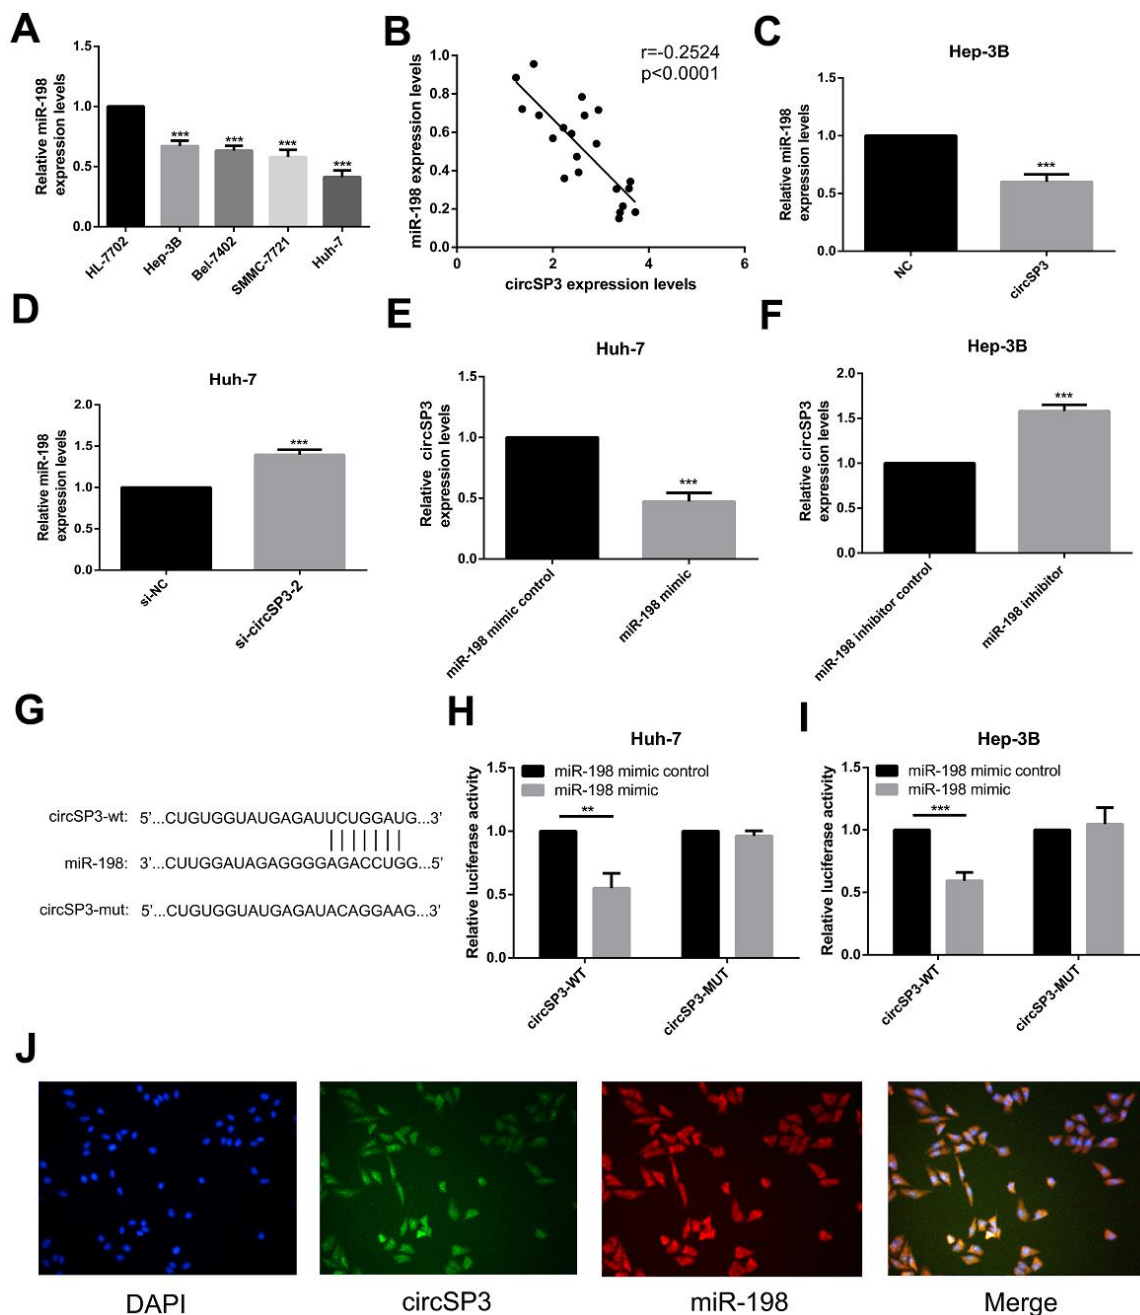 A
Relative miR-198
expression levels
1.5
1.0
0.5
0.0
***
***
***
***
HL-7702
Hep-3B
Bel-7402
SMMC-7721
Huh-7
B
miR-198 expression levels
1.0
0.8
0.6
0.4
0.2
0.0
r=-0.2524
p<0.0001
0
2
4
6
circSP3 expression levels
C
Hep-3B
Relative miR-198
expression levels
1.5
1.0
0.5
0.0
***
NC
circSP3
D
Huh-7
Relative miR-198
expression levels
2.0
1.5
1.0
0.5
0.0
***
si-NC
si-circSP3-2
E
Huh-7
Relative circSP3
expression levels
1.5
1.0
0.5
0.0
***
miR-198 mimic control
miR-198 mimic
F
Hep-3B
Relative circSP3
expression levels
2.0
1.5
1.0
0.5
0.0
***
miR-198 inhibitor control
miR-198 inhibitor
G
circSP3-wt: 5'...CUGUGGUAUGAGAUUCUGGAUG...3'
miR-198: 3'...CUUGGAUAGAGGGGAGACCUGG...5'
circSP3-mut: 5'...CUGUGGUAUGAGAUACAGGAAG...3'
H
Huh-7
Relative luciferase activity
1.5
1.0
0.5
0.0
miR-198 mimic control
miR-198 mimic
**
circSP3-WT
circSP3-MUT
I
Hep-3B
Relative luciferase activity
1.5
1.0
0.5
0.0
miR-198 mimic control
miR-198 mimic
***
circSP3-WT
circSP3-MUT
J
DAPI
circSP3
miR-198
Merge